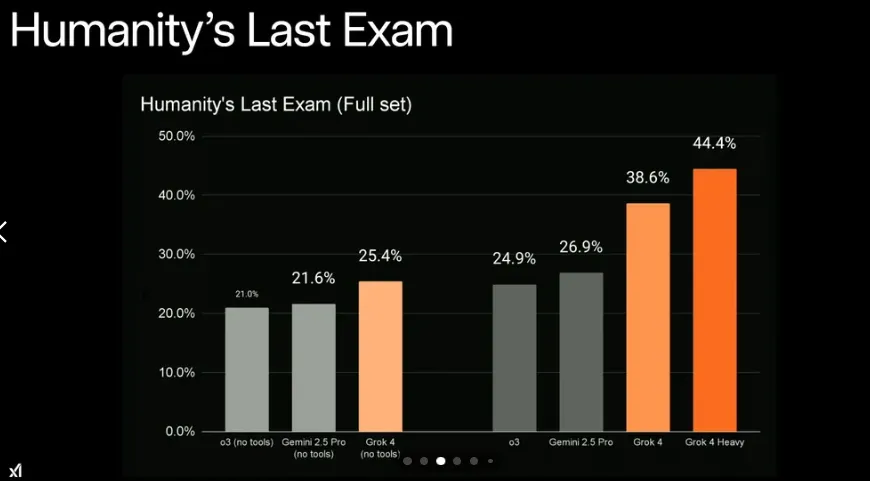 Humanity's Last Exam
Humanity's Last Exam (Full set)
50.0%
40.0%
30.0%
20.0%
10.0%
0.0%
21.0%
21.6%
25.4%
24.9%
26.9%
38.6%
44.4%
o3 (no tools)
Gemini 2.5 Pro
(no tools)
Grok 4
(no tools)
o3
Gemini 2.5 Pro
Grok 4
Grok 4 Heavy
xI